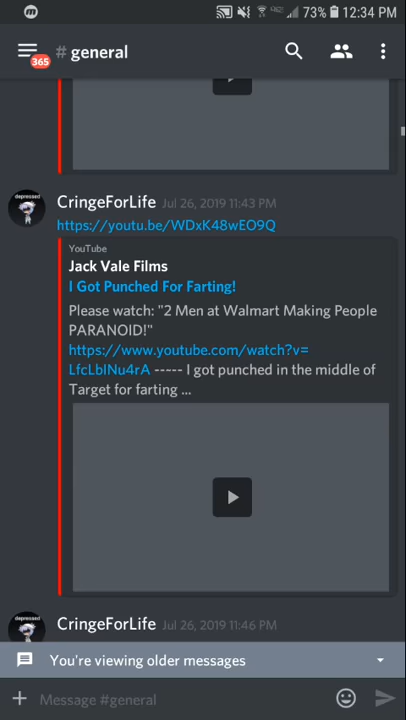 73% 12:34 PM
# general
365
CringeForLife Jul 26, 2019 11:43 PM
https://youtu.be/WDxK48wEO9Q
YouTube
Jack Vale Films
I Got Punched For Farting!
Please watch: "2 Men at Walmart Making People
PARANOID!"
https://www.youtube.com/watch?v=
LfcLbINu4rA ----- I got punched in the middle of
Target for farting ...
depressed
CringeForLife Jul 26, 2019 11:46 PM
depressed
You're viewing older messages
Message #general